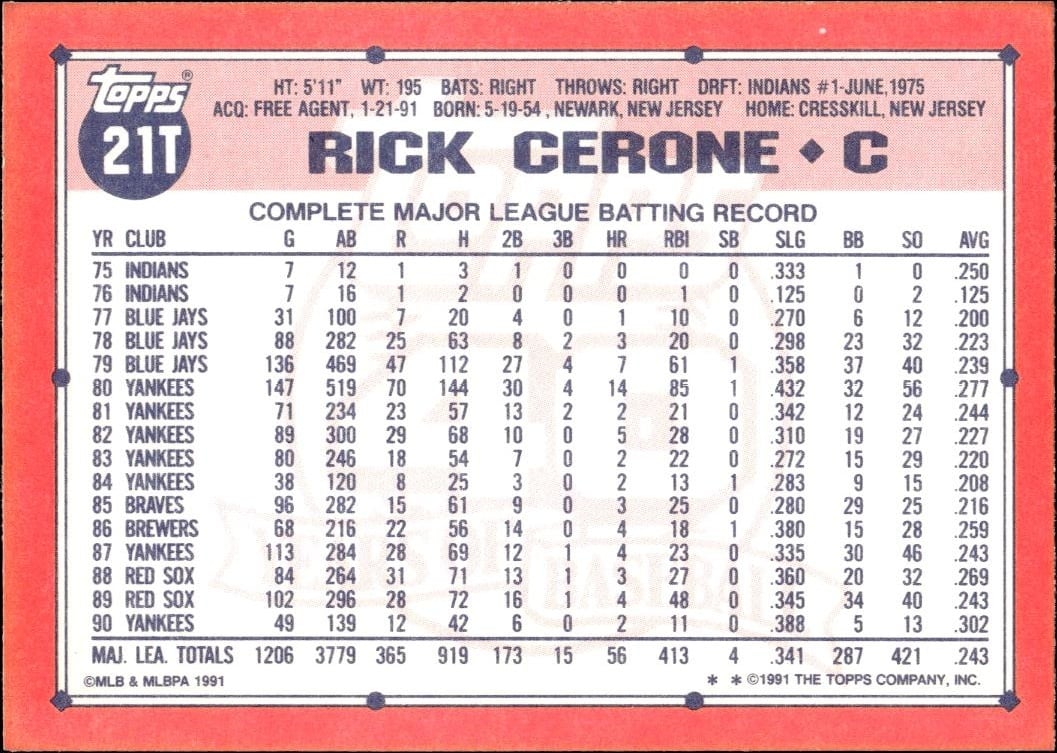 Topps®
21T
HT: 5'11" WT: 195 BATS: RIGHT THROWS: RIGHT DRFT: INDIANS #1-JUNE, 1975
ACQ: FREE AGENT, 1-21-91 BORN: 5-19-54, NEWARK, NEW JERSEY HOME: CRESSKILL, NEW JERSEY
RICK CERONE ◆ C
COMPLETE MAJOR LEAGUE BATTING RECORD
YR CLUB G AB R H 2B 3B HR RBI SB SLG BB SO AVG
75 INDIANS 7 12 1 3 1 0 0 0 0 .333 1 0 .250
76 INDIANS 7 16 1 2 0 0 0 1 0 .125 0 2 .125
77 BLUE JAYS 31 100 7 20 4 0 1 10 0 .270 6 12 .200
78 BLUE JAYS 88 282 25 63 8 2 3 20 0 .298 23 32 .223
79 BLUE JAYS 136 469 47 112 27 4 7 61 1 .358 37 40 .239
80 YANKEES 147 519 70 144 30 4 14 85 1 .432 32 56 .277
81 YANKEES 71 234 23 57 13 2 2 21 0 .342 12 24 .244
82 YANKEES 89 300 29 68 10 0 5 28 0 .310 19 27 .227
83 YANKEES 80 246 18 54 7 0 2 22 0 .272 15 29 .220
84 YANKEES 38 120 8 25 3 0 2 13 1 .283 9 15 .208
85 BRAVES 96 282 15 61 9 0 3 25 0 .280 29 25 .216
86 BREWERS 68 216 22 56 14 0 4 18 1 .380 15 28 .259
87 YANKEES 113 284 28 69 12 1 4 23 0 .335 30 46 .243
88 RED SOX 84 264 31 71 13 1 3 27 0 .360 20 32 .269
89 RED SOX 102 296 28 72 16 1 4 48 0 .345 34 40 .243
90 YANKEES 49 139 12 42 6 0 2 11 0 .388 5 13 .302
MAJ. LEA. TOTALS 1206 3779 365 919 173 15 56 413 4 .341 287 421 .243
©MLB & MLBPA 1991 * * ©1991 THE TOPPS COMPANY, INC.
TOPPS
40
YEARS OF BASEBALL